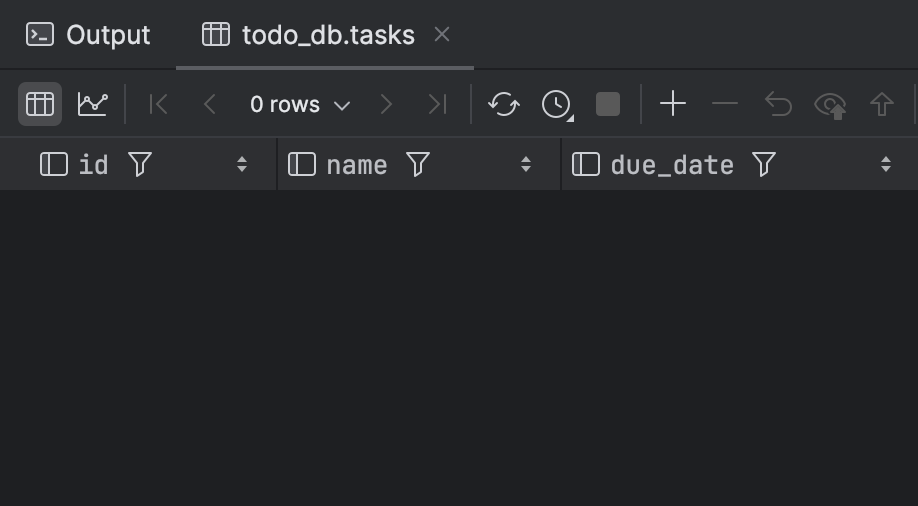 Output todo_db.tasks
0 rows
id name due_date